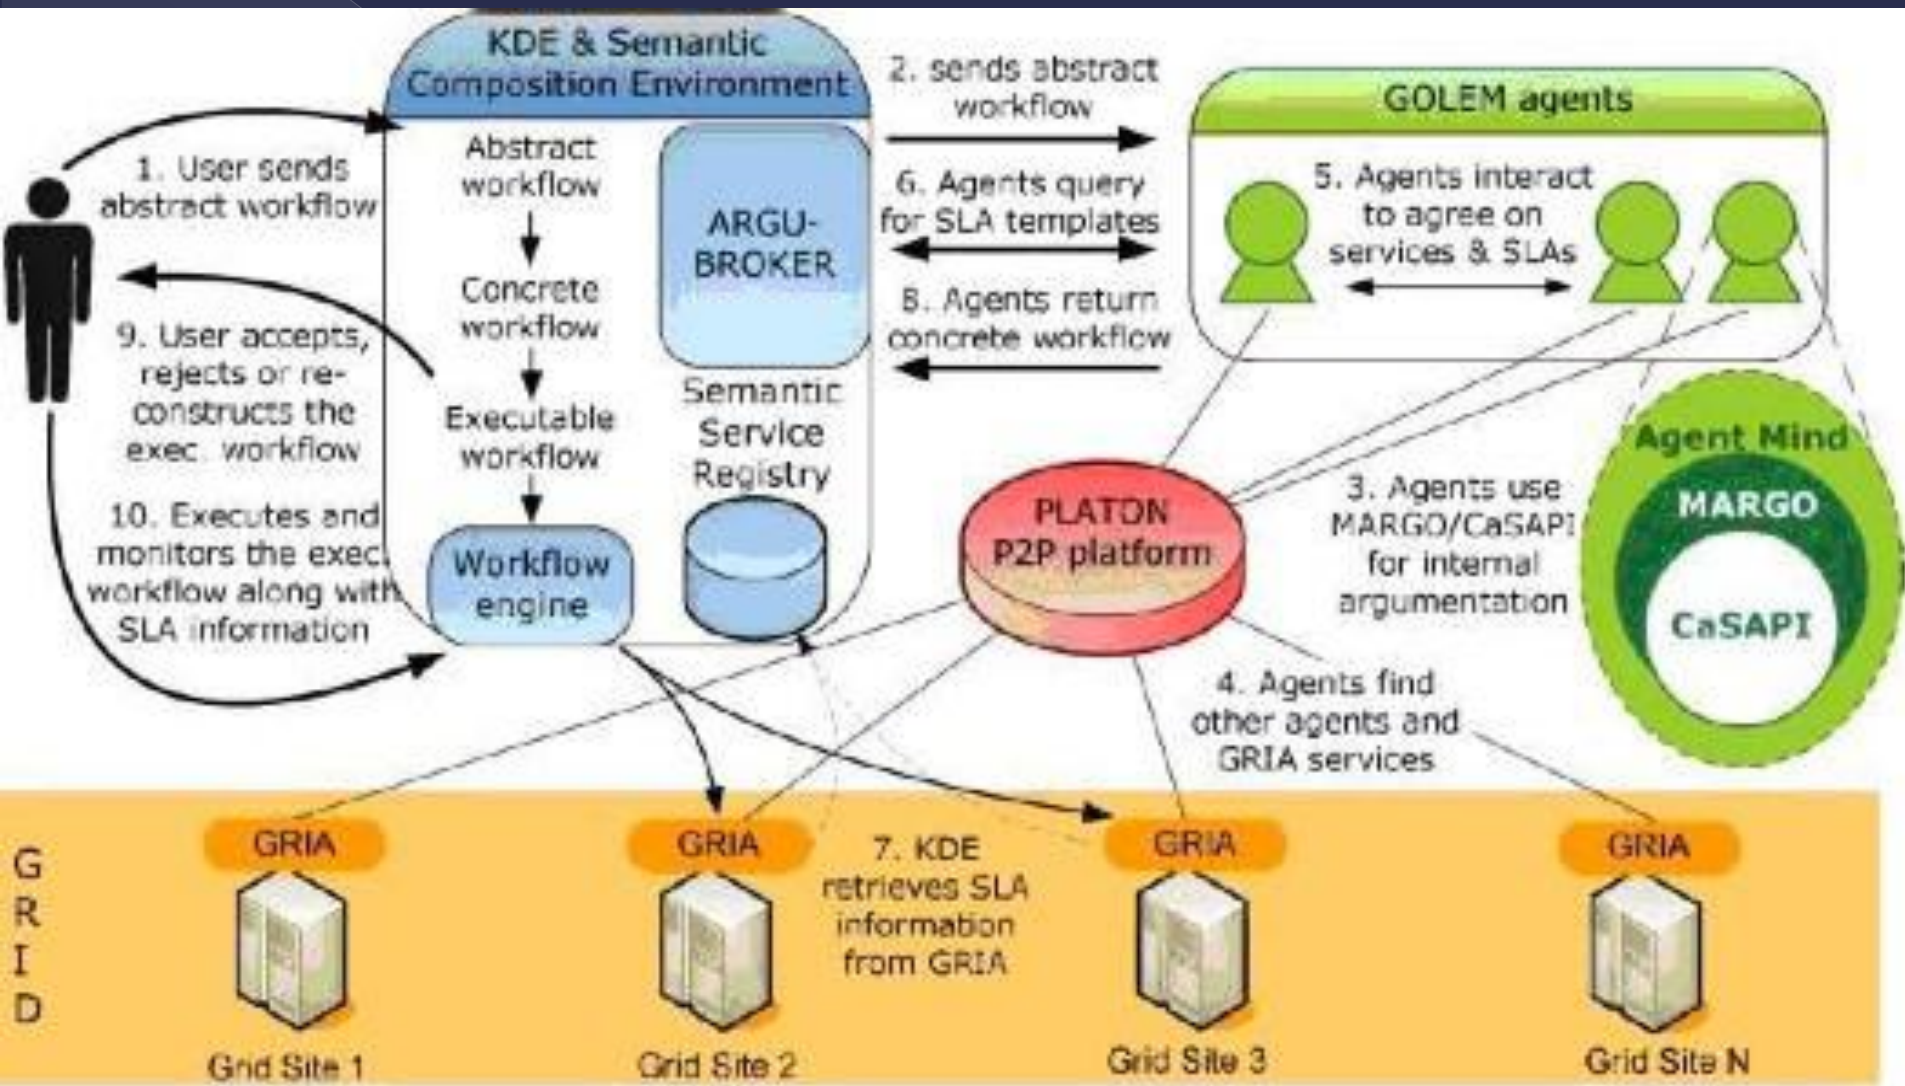 KDE & Semantic
Composition Environment
1. User sends
abstract workflow
Abstract
workflow
Concrete
workflow
Executable
workflow
Workflow
engine
ARGU-
BROKER
Semantic
Service
Registry
2. sends abstract
workflow
6. Agents query
for SLA templates
8. Agents return
concrete workflow
GOLEM agents
5. Agents interact
to agree on
services & SLAs
9. User accepts,
rejects or re-
constructs the
exec. workflow
10. Executes and
monitors the exec.
workflow along with
SLA information
PLATON
P2P platform
3. Agents use
MARGO/CaSAPI
for internal
argumentation
Agent Mind
MARGO
CaSAPI
4. Agents find
other agents and
GRIA services
G
R
I
D
GRIA
GRIA
7. KDE
retrieves SLA
information
from GRIA
GRIA
GRIA
Grid Site 1
Grid Site 2
Grid Site 3
Grid Site N